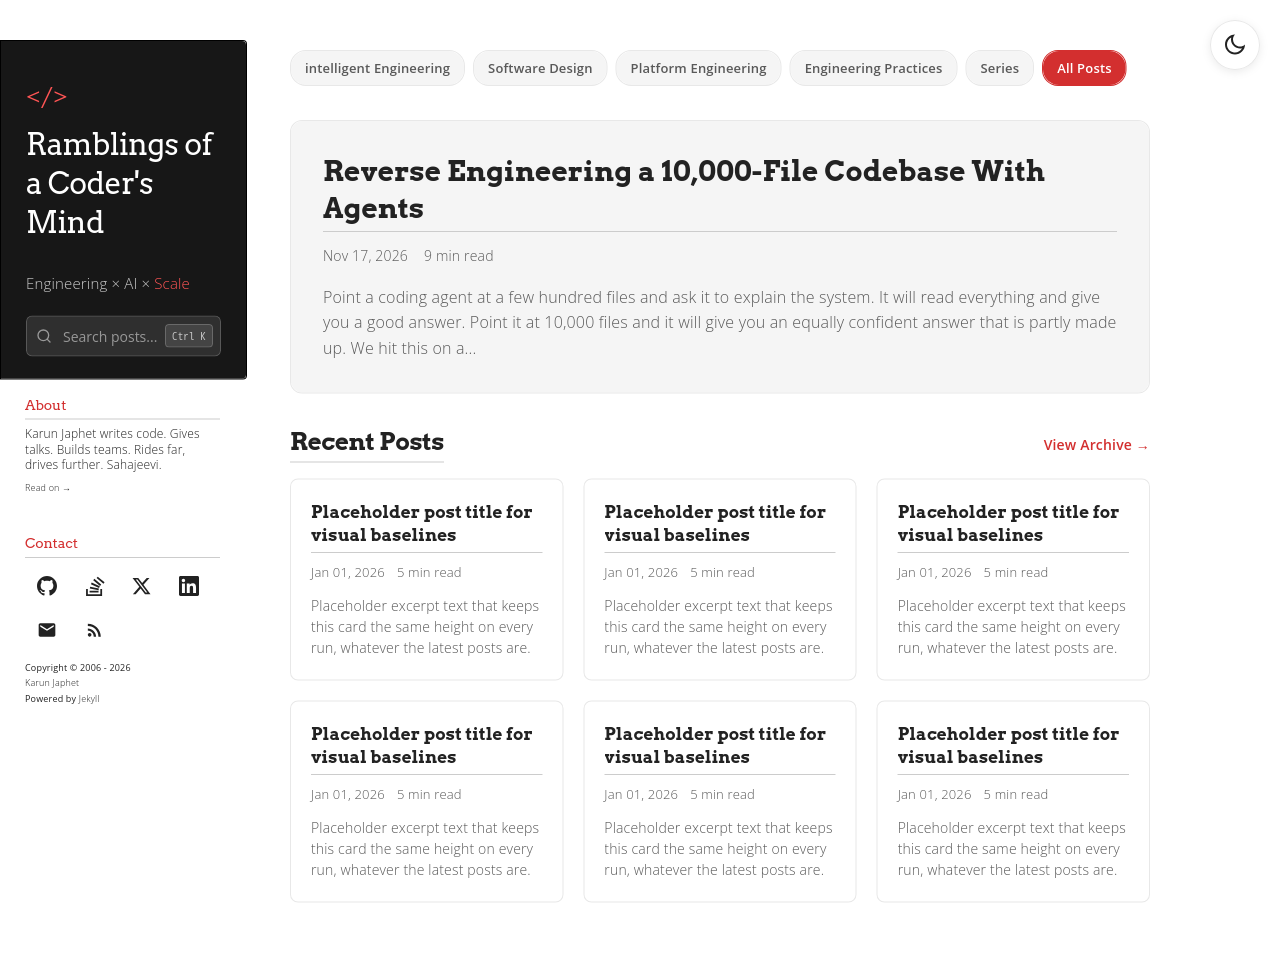 </>
Ramblings of
a Coder's
Mind
Engineering × AI × Scale
Search posts... Ctrl K
About
Karun Japhet writes code. Gives
talks. Builds teams. Rides far,
drives further. Sahajeevi.
Read on →
Contact
Copyright © 2006 - 2026
Karun Japhet
Powered by Jekyll
intelligent Engineering Software Design Platform Engineering Engineering Practices Series All Posts
Reverse Engineering a 10,000-File Codebase With
Agents
Nov 17, 2026 9 min read
Point a coding agent at a few hundred files and ask it to explain the system. It will read everything and give
you a good answer. Point it at 10,000 files and it will give you an equally confident answer that is partly made
up. We hit this on a...
Recent Posts View Archive →
Placeholder post title for
visual baselines
Jan 01, 2026 5 min read
Placeholder excerpt text that keeps
this card the same height on every
run, whatever the latest posts are.
Placeholder post title for
visual baselines
Jan 01, 2026 5 min read
Placeholder excerpt text that keeps
this card the same height on every
run, whatever the latest posts are.
Placeholder post title for
visual baselines
Jan 01, 2026 5 min read
Placeholder excerpt text that keeps
this card the same height on every
run, whatever the latest posts are.
Placeholder post title for
visual baselines
Jan 01, 2026 5 min read
Placeholder excerpt text that keeps
this card the same height on every
run, whatever the latest posts are.
Placeholder post title for
visual baselines
Jan 01, 2026 5 min read
Placeholder excerpt text that keeps
this card the same height on every
run, whatever the latest posts are.
Placeholder post title for
visual baselines
Jan 01, 2026 5 min read
Placeholder excerpt text that keeps
this card the same height on every
run, whatever the latest posts are.